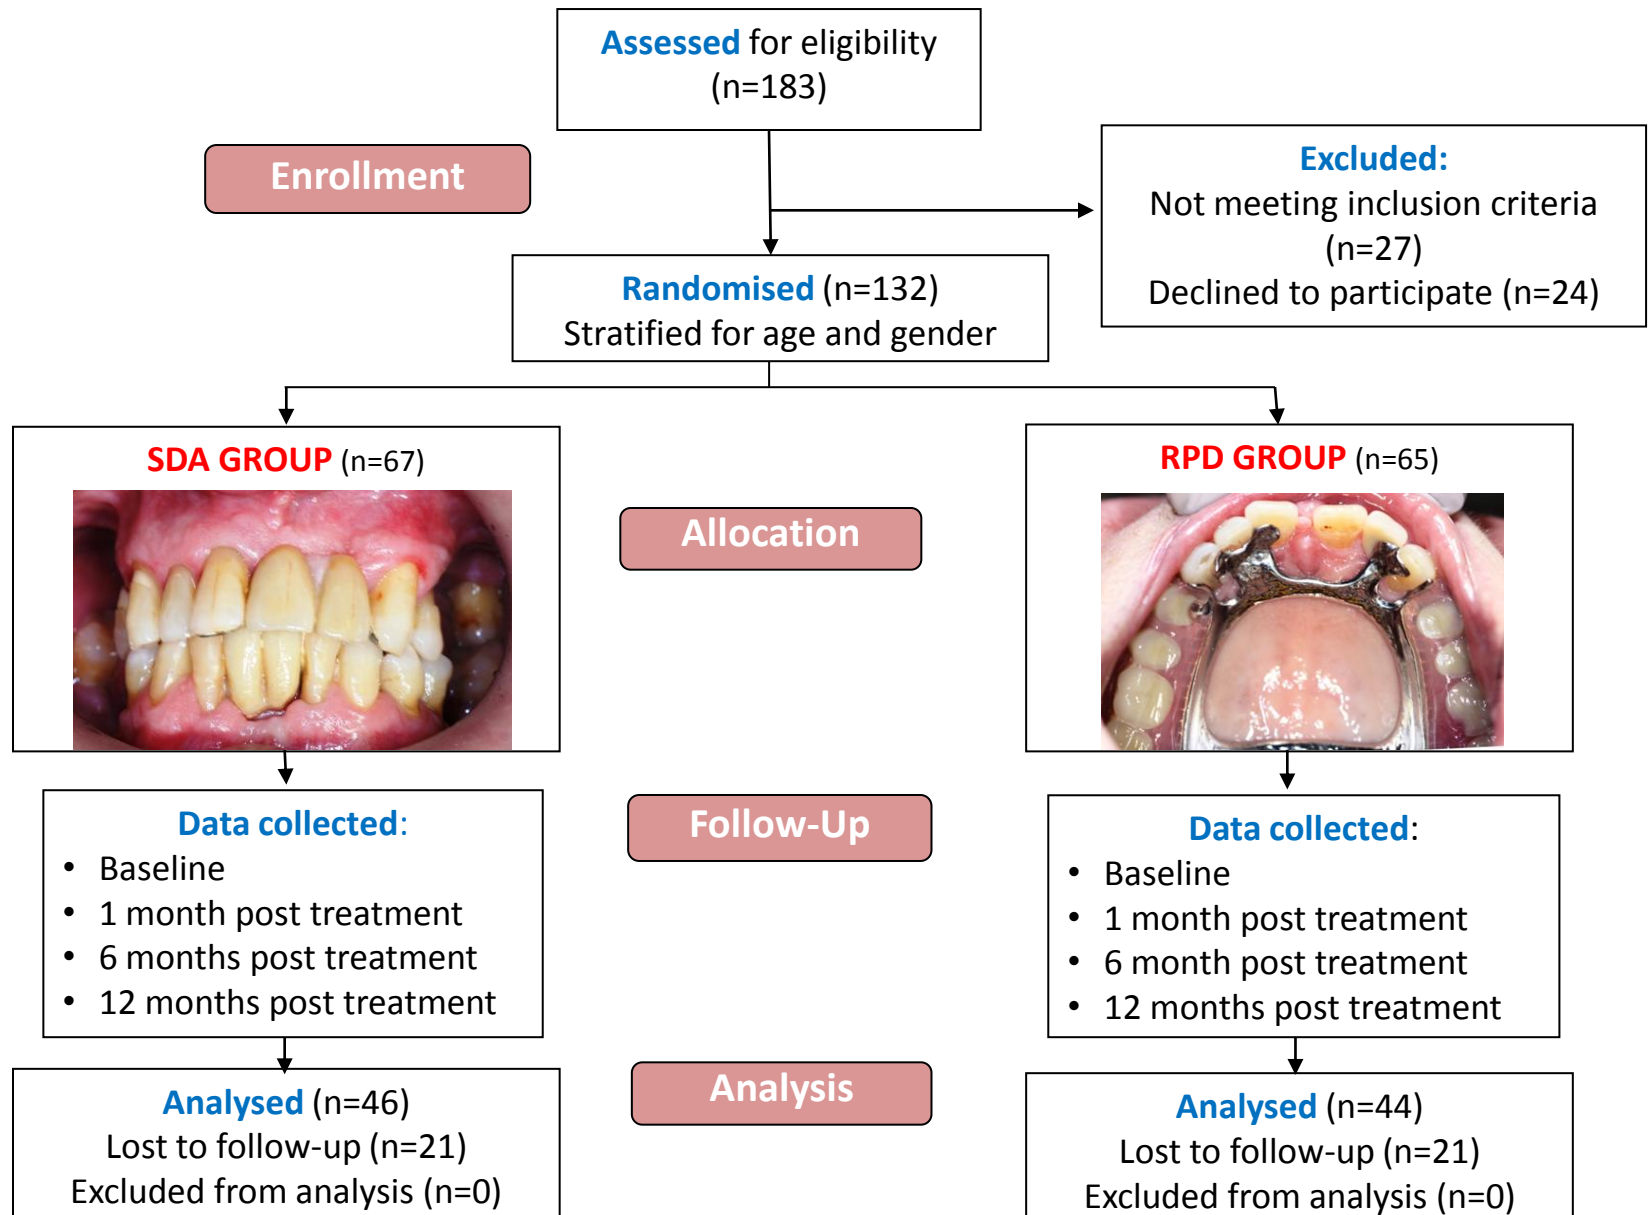 Assessed for eligibility
(n=183)
Enrollment
Excluded:
Not meeting inclusion criteria
(n=27)
Declined to participate (n=24)
Randomised (n=132)
Stratified for age and gender
SDA GROUP (n=67)
RPD GROUP (n=65)
Allocation
Data collected:
• Baseline
• 1 month post treatment
• 6 months post treatment
• 12 months post treatment
Follow-Up
Data collected:
• Baseline
• 1 month post treatment
• 6 month post treatment
• 12 months post treatment
Analysed (n=46)
Lost to follow-up (n=21)
Excluded from analysis (n=0)
Analysis
Analysed (n=44)
Lost to follow-up (n=21)
Excluded from analysis (n=0)